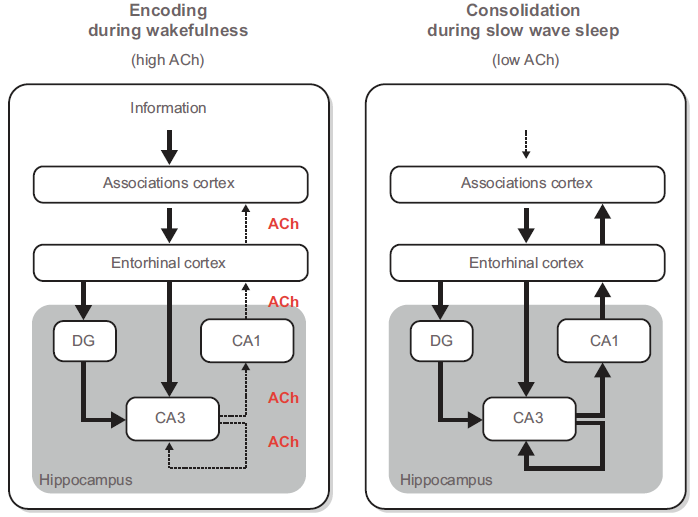 Encoding
during wakefulness
(high ACh)
Information
Associations cortex
ACh
Entorhinal cortex
ACh
DG
CA1
ACh
CA3
ACh
Hippocampus
Consolidation
during slow wave sleep
(low ACh)
Associations cortex
Entorhinal cortex
DG
CA1
CA3
Hippocampus